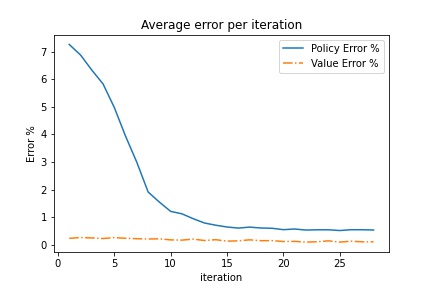 Average error per iteration
Policy Error %
Value Error %
Error %
7
6
5
4
3
2
1
0
0 5 10 15 20 25
iteration